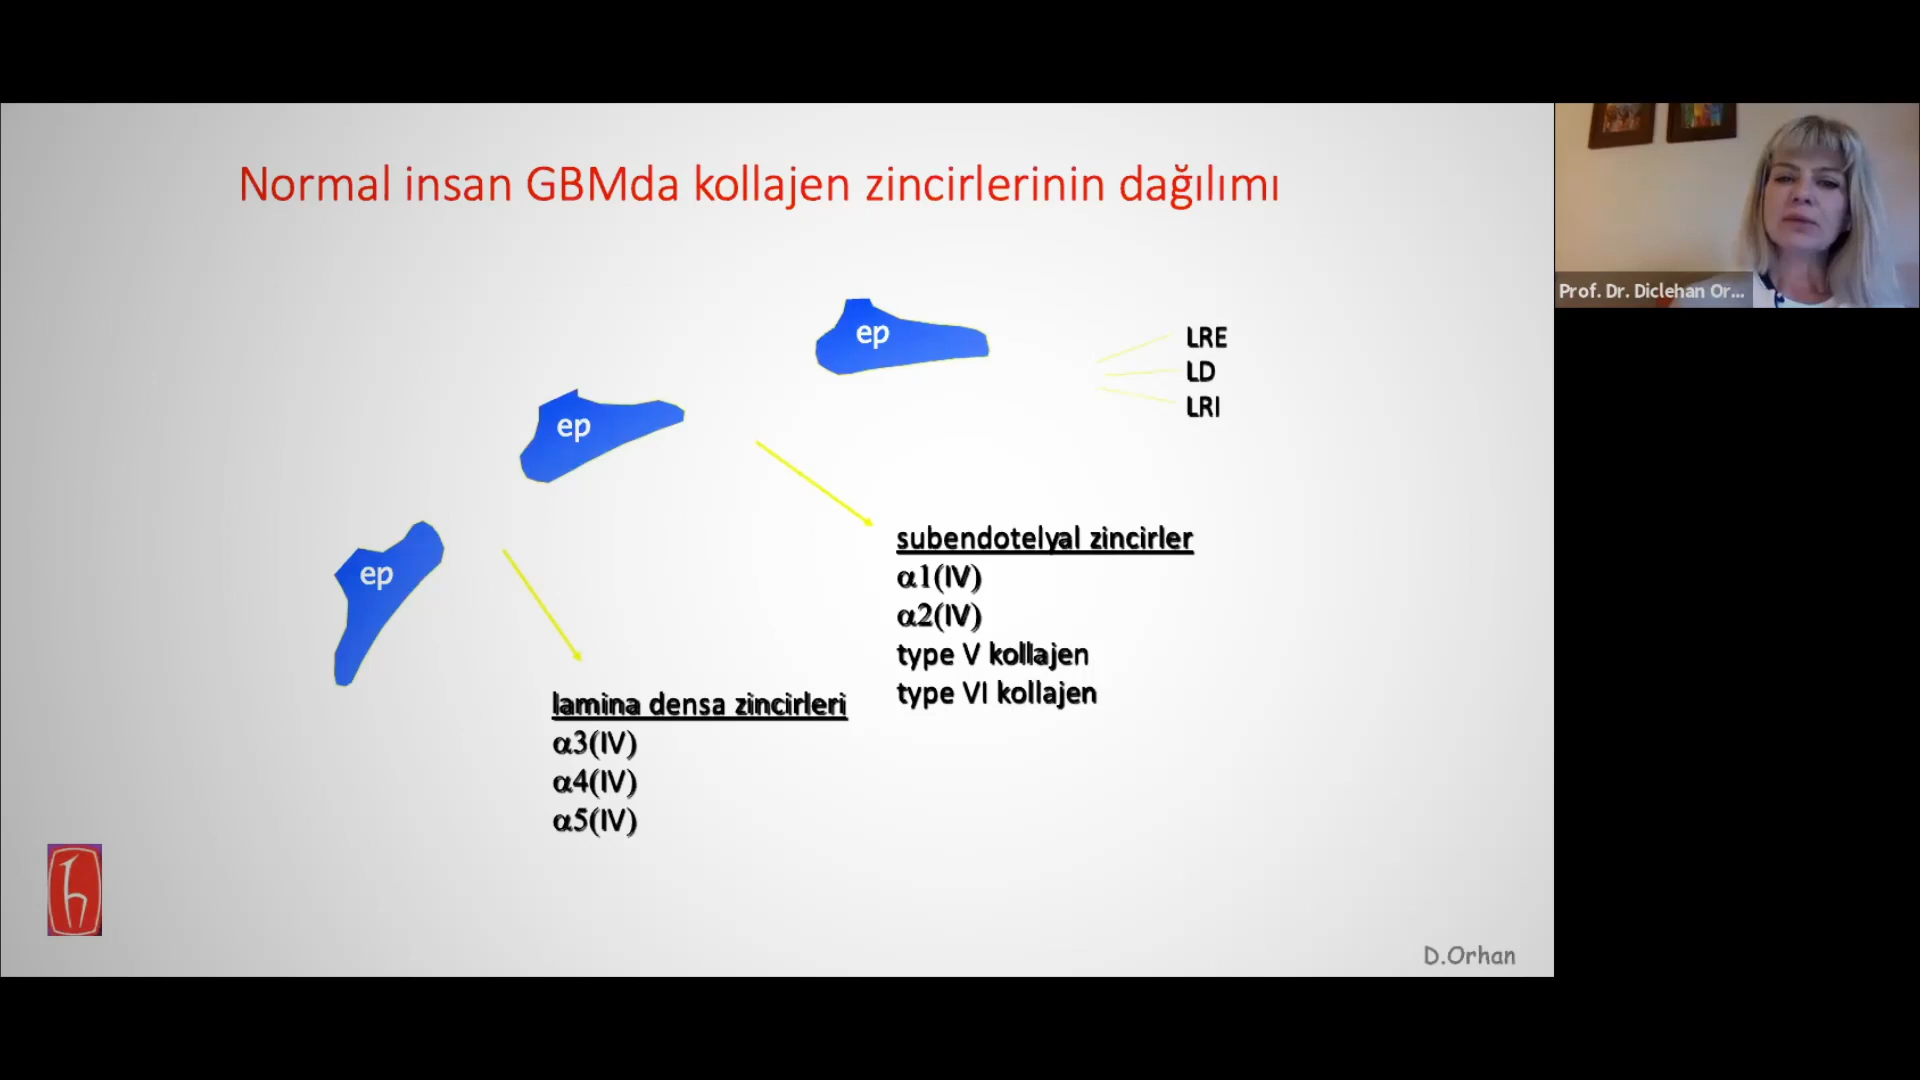 Normal insan GBMda kollajen zincirlerinin dağılımı
Prof. Dr. Diclehan Or...
ep
LRE
LD
LRI
ep
ep
subendotelyal zincirler
α1(IV)
α2(IV)
type V kollajen
type VI kollajen
lamina densa zincirleri
α3(IV)
α4(IV)
α5(IV)
h
D.Orhan